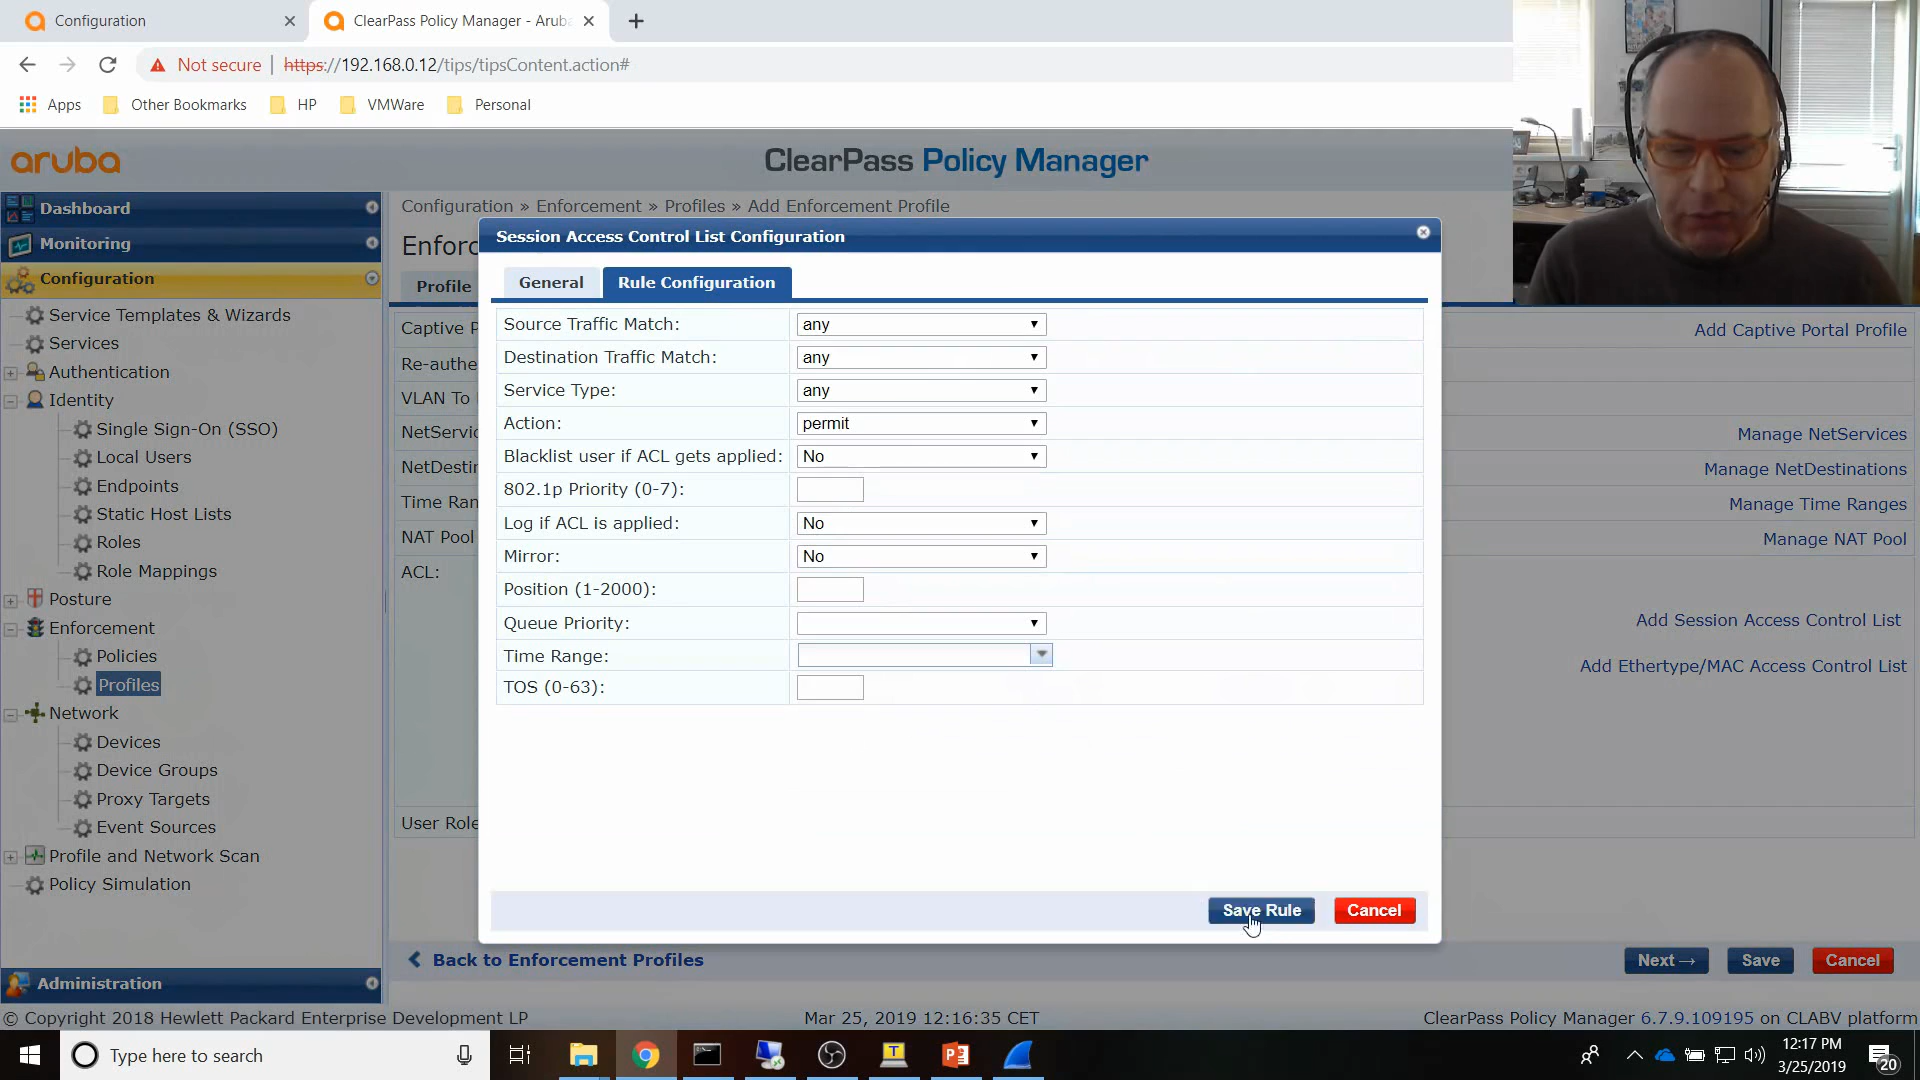 Configuration
ClearPass Policy Manager - Arub
Not secure | https://192.168.0.12/tips/tipsContent.action#
Apps Other Bookmarks HP VMWare Personal
aruba
ClearPass Policy Manager
Dashboard
Monitoring
Configuration
Service Templates & Wizards
Services
Authentication
Identity
Single Sign-On (SSO)
Local Users
Endpoints
Static Host Lists
Roles
Role Mappings
Posture
Enforcement
Policies
Profiles
Network
Devices
Device Groups
Proxy Targets
Event Sources
Profile and Network Scan
Policy Simulation
Administration
Configuration » Enforcement » Profiles » Add Enforcement Profile
Enforc
Profile
Captive P
Re-authe
VLAN To
NetServic
NetDestin
Time Ran
NAT Pool
ACL:
User Role
Session Access Control List Configuration
General Rule Configuration
Source Traffic Match: any
Destination Traffic Match: any
Service Type: any
Action: permit
Blacklist user if ACL gets applied: No
802.1p Priority (0-7):
Log if ACL is applied: No
Mirror: No
Position (1-2000):
Queue Priority:
Time Range:
TOS (0-63):
Save Rule Cancel
Add Captive Portal Profile
Manage NetServices
Manage NetDestinations
Manage Time Ranges
Manage NAT Pool
Add Session Access Control List
Add Ethertype/MAC Access Control List
Back to Enforcement Profiles
Next → Save Cancel
© Copyright 2018 Hewlett Packard Enterprise Development LP
Mar 25, 2019 12:16:35 CET
ClearPass Policy Manager 6.7.9.109195 on CLABV platform
Type here to search
12:17 PM
3/25/2019
20